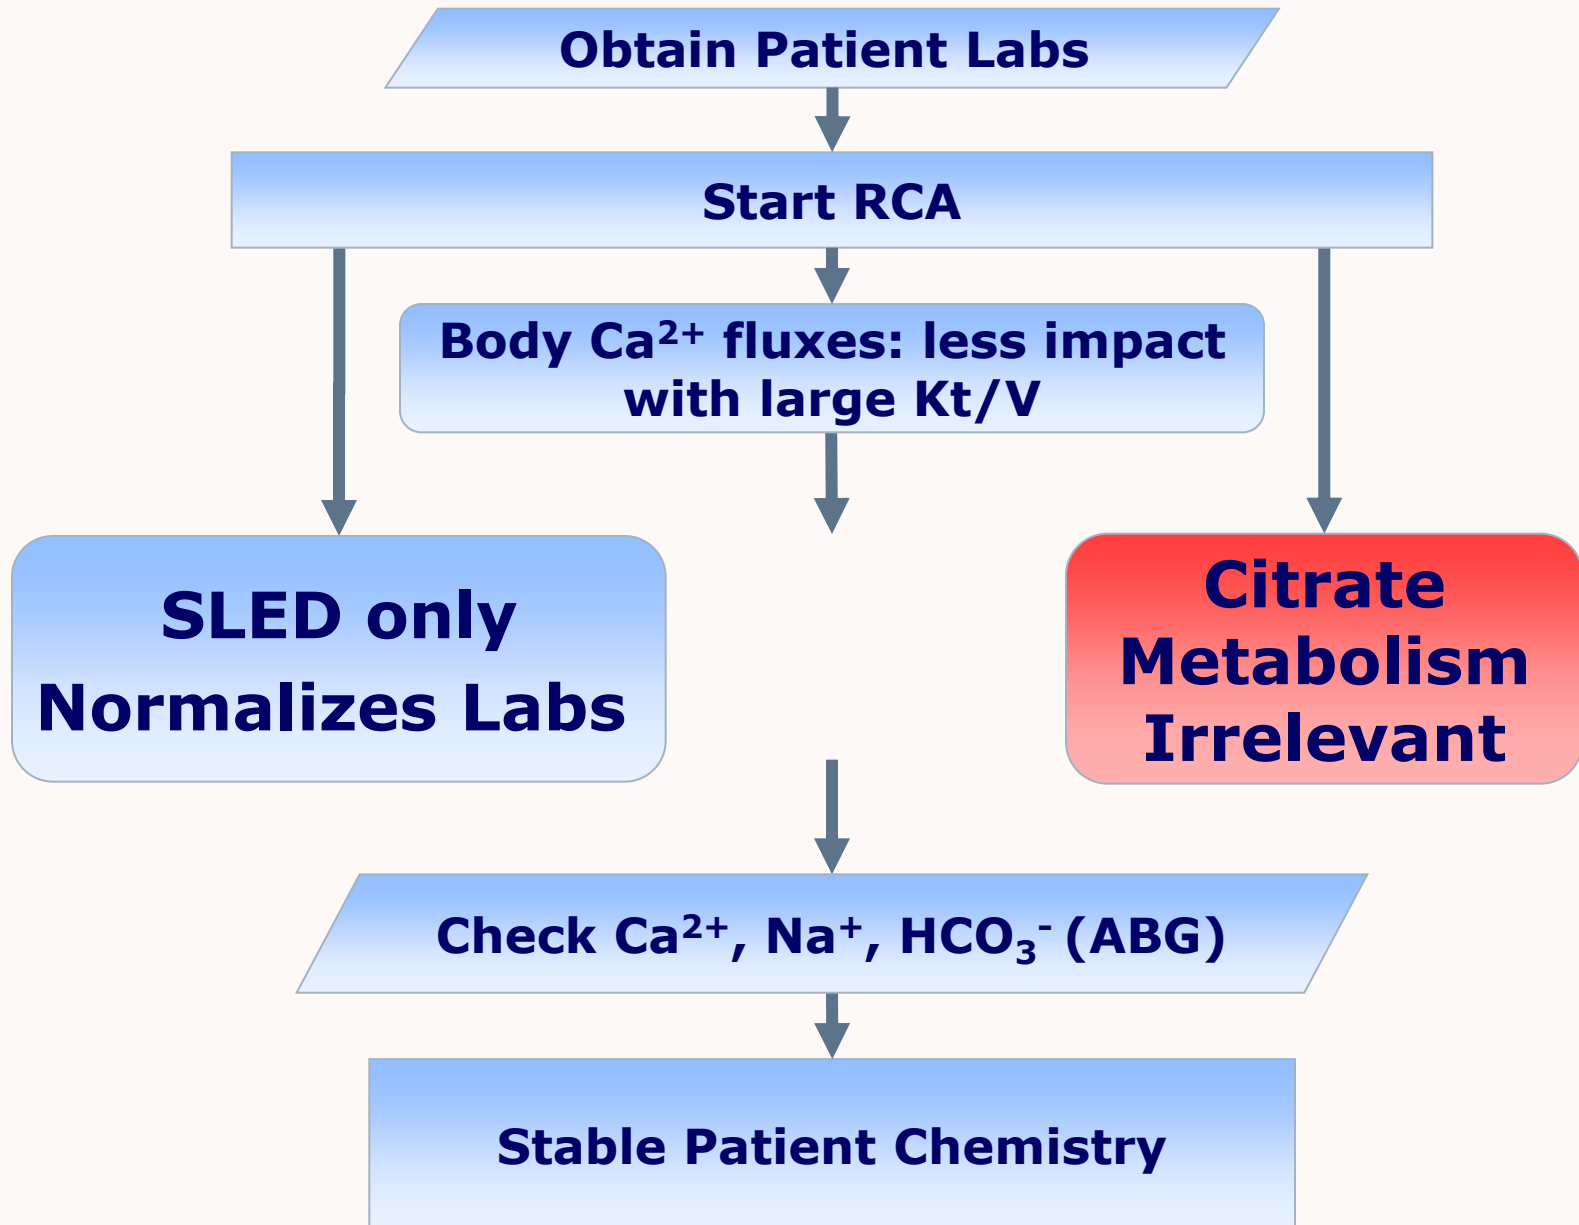 Obtain Patient Labs
Start RCA
Body Ca²⁺ fluxes: less impact
with large Kt/V
SLED only
Normalizes Labs
Citrate
Metabolism
Irrelevant
Check Ca²⁺, Na⁺, HCO₃⁻ (ABG)
Stable Patient Chemistry